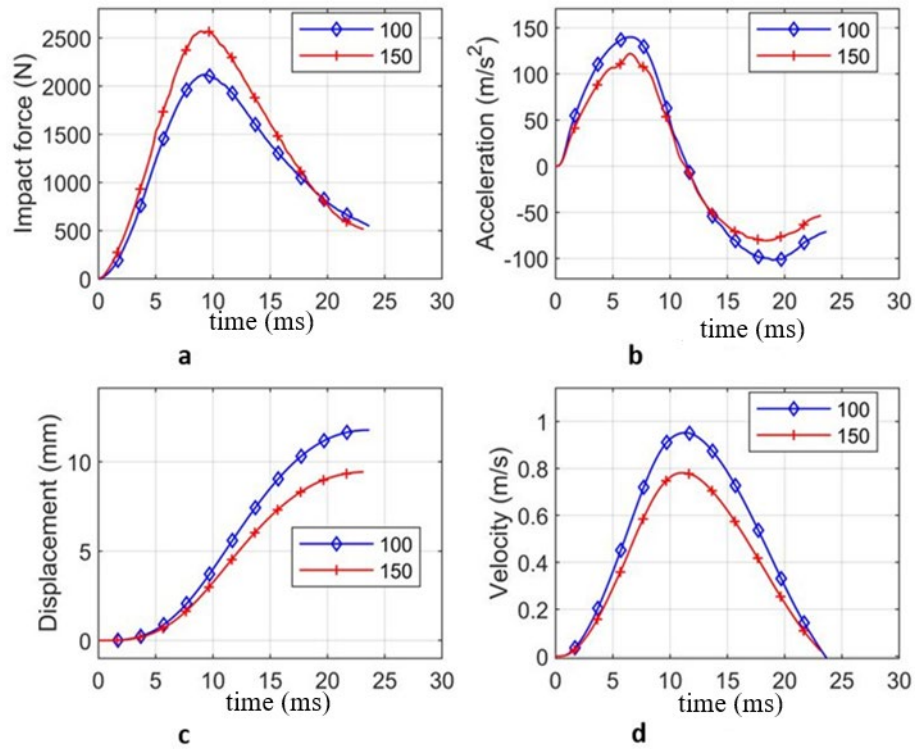 Impact force (N)
2500
2000
1500
1000
500
0
0 5 10 15 20 25 30
time (ms)
100
150
a
Acceleration (m/s2)
150
100
50
0
-50
-100
0 5 10 15 20 25 30
time (ms)
100
150
b
Displacement (mm)
10
5
0
0 5 10 15 20 25 30
time (ms)
100
150
c
Velocity (m/s)
1
0.8
0.6
0.4
0.2
0
0 5 10 15 20 25 30
time (ms)
100
150
d